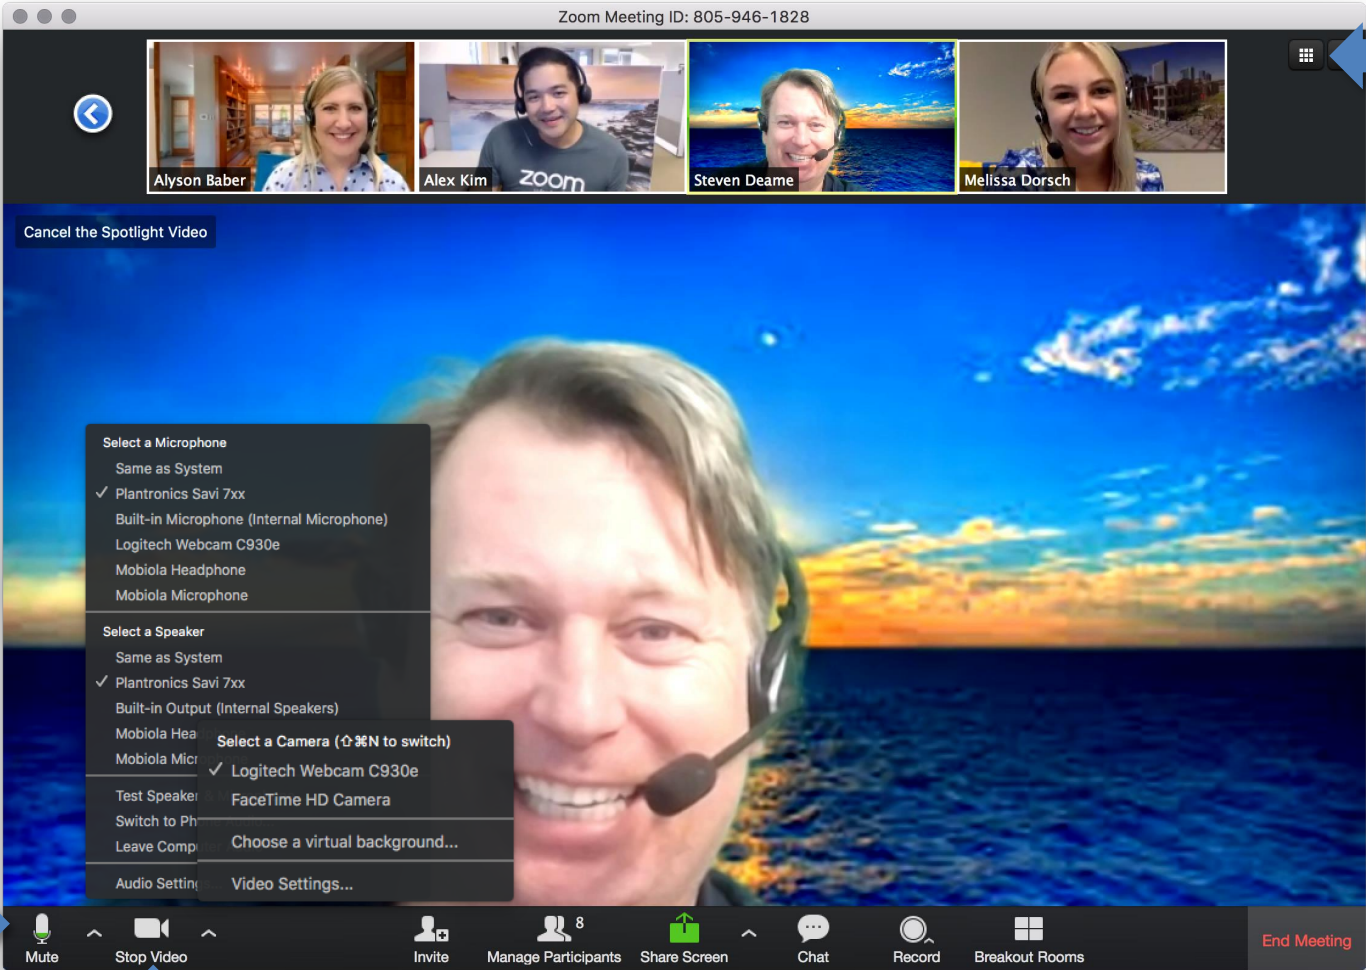 Zoom Meeting ID: 805-946-1828
Alyson Baber
Alex Kim
zoom
Steven Deame
Melissa Dorsch
Cancel the Spotlight Video
Select a Microphone
Same as System
✓ Plantronics Savi 7xx
Built-in Microphone (Internal Microphone)
Logitech Webcam C930e
Mobiola Headphone
Mobiola Microphone
Select a Speaker
Same as System
✓ Plantronics Savi 7xx
Built-in Output (Internal Speakers)
Mobiola Hea
Mobiola Mic
Test Speaker
Switch to Ph
Leave Compu
Audio Setting
Select a Camera (⇧⌘N to switch)
✓ Logitech Webcam C930e
FaceTime HD Camera
Choose a virtual background...
Video Settings...
8
Mute
Stop Video
Invite
Manage Participants
Share Screen
Chat
Record
Breakout Rooms
End Meeting